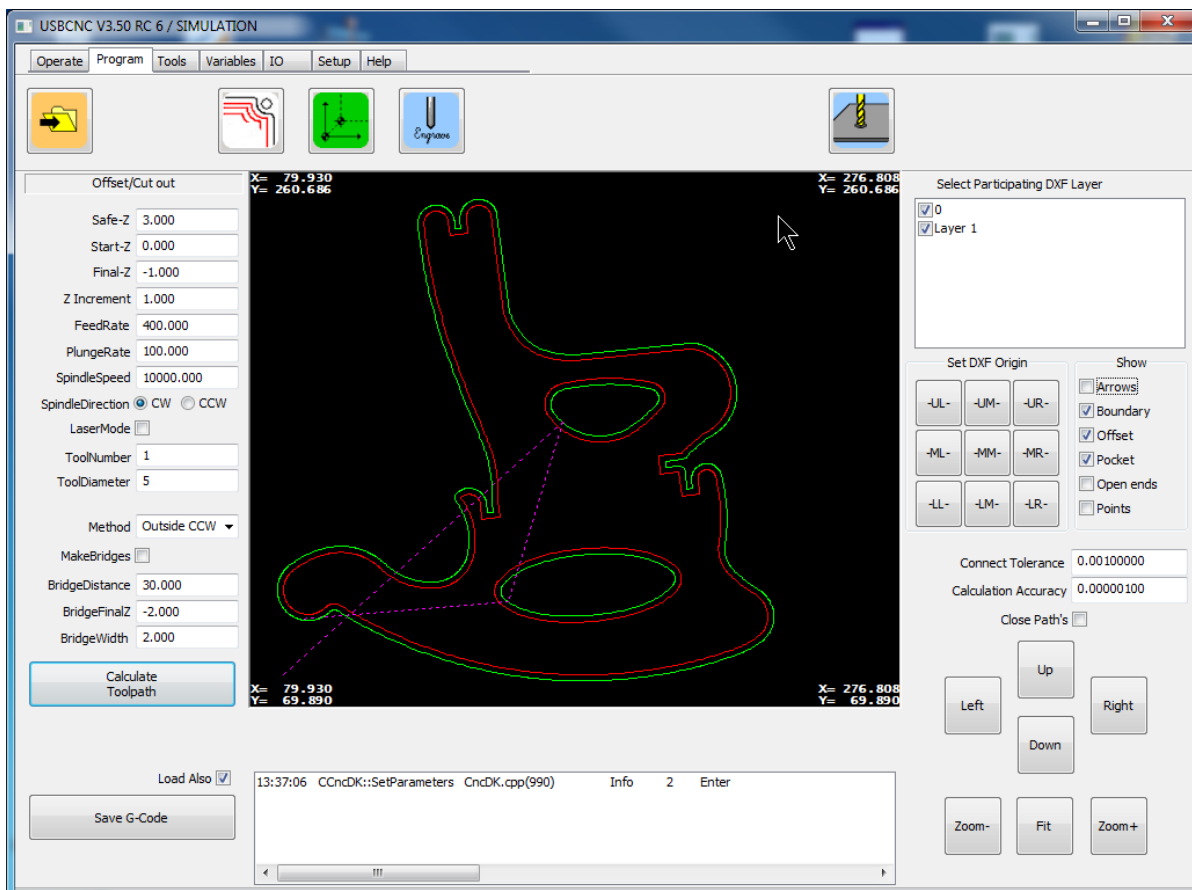 USBCNC V3.50 RC 6 / SIMULATION
Operate Program Tools Variables IO Setup Help
Engrave
Offset/Cut out
Safe-Z 3.000
Start-Z 0.000
Final-Z -1.000
Z Increment 1.000
FeedRate 400.000
PlungeRate 100.000
SpindleSpeed 10000.000
SpindleDirection CW CCW
LaserMode
ToolNumber 1
ToolDiameter 5
Method Outside CCW
MakeBridges
BridgeDistance 30.000
BridgeFinalZ -2.000
BridgeWidth 2.000
Calculate
Toolpath
Load Also
Save G-Code
X= 79.930
Y= 260.686
X= 276.808
Y= 260.686
X= 79.930
Y= 69.890
X= 276.808
Y= 69.890
13:37:06 CCncDK::SetParameters CncDK.cpp(990) Info 2 Enter
Select Participating DXF Layer
0
Layer 1
Set DXF Origin
-UL- -UM- -UR-
-ML- -MM- -MR-
-LL- -LM- -LR-
Show
Arrows
Boundary
Offset
Pocket
Open ends
Points
Connect Tolerance 0.00100000
Calculation Accuracy 0.00000100
Close Path's
Up
Left Right
Down
Zoom- Fit Zoom+